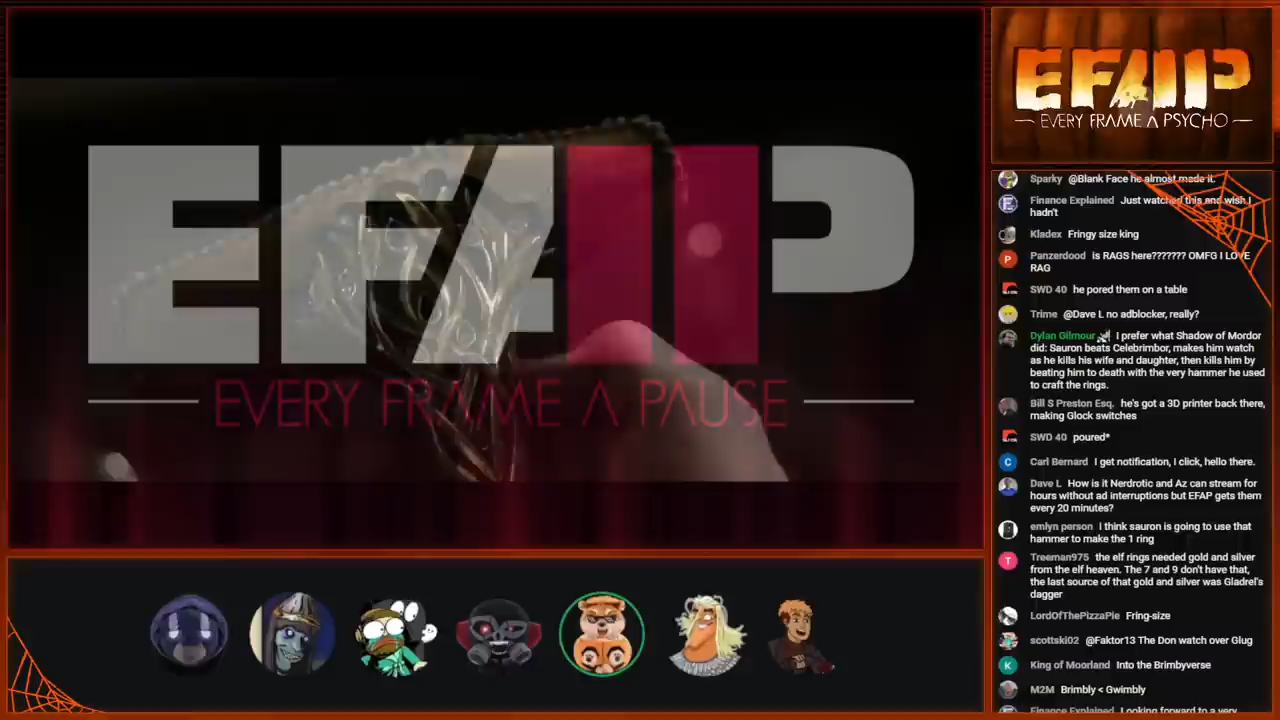 EFAP
EVERY FRAME A PAUSE
EFAP
EVERY FRAME A PSYCHO
Sparky @Blank Face he almost made it.
Finance Explained Just watched this and wish I
hadn't
Kladex Fringy size king
Panzerdood is RAGS here??????? OMFG I LOVE
RAG
SWD 40 he pored them on a table
Trime @Dave L no adblocker, really?
Dylan Gilmour I prefer what Shadow of Mordor
did: Sauron beats Celebrimbor, makes him watch
as he kills his wife and daughter, then kills him by
beating him to death with the very hammer he used
to craft the rings.
Bill S Preston Esq. he's got a 3D printer back there,
making Glock switches
SWD 40 poured*
Carl Bernard I get notification, I click, hello there.
Dave L How is it Nerdrotic and Az can stream for
hours without ad interruptions but EFAP gets them
every 20 minutes?
emlyn person I think sauron is going to use that
hammer to make the 1 ring
Treeman975 the elf rings needed gold and silver
from the elf heaven. The 7 and 9 don't have that,
the last source of that gold and silver was Gladrel's
dagger
LordOfThePizzaPie Fring-size
scottski02 @Faktor13 The Don watch over Glug
King of Moorland Into the Brimbyverse
M2M Brimbly < Gwimbly
Finance Explained Looking forward to a very